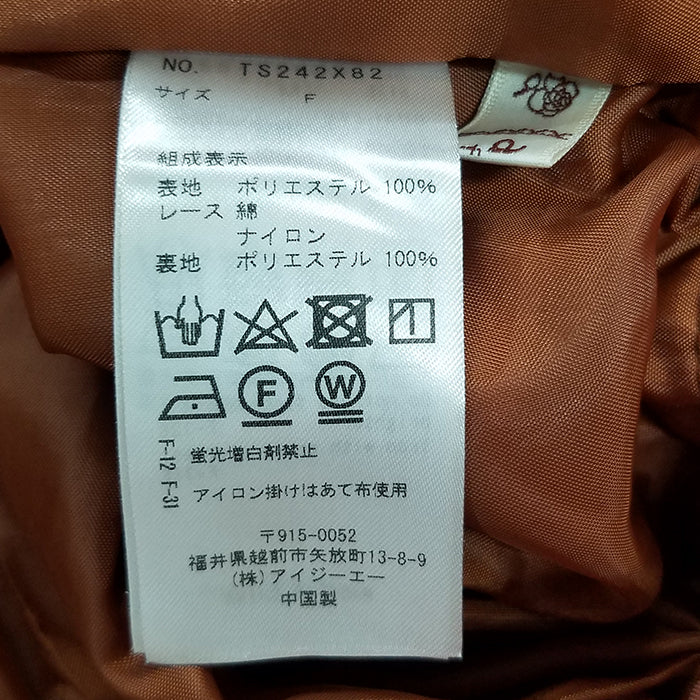 NO. TS242X82
サイズ F
組成表示
表地 ポリエステル 100%
レース 綿
ナイロン
裏地 ポリエステル 100%
F
W
F-12 F-31
蛍光増白剤禁止
アイロン掛けはあて布使用
〒915-0052
福井県越前市矢放町13-8-9
(株)アイジーエー
中国製